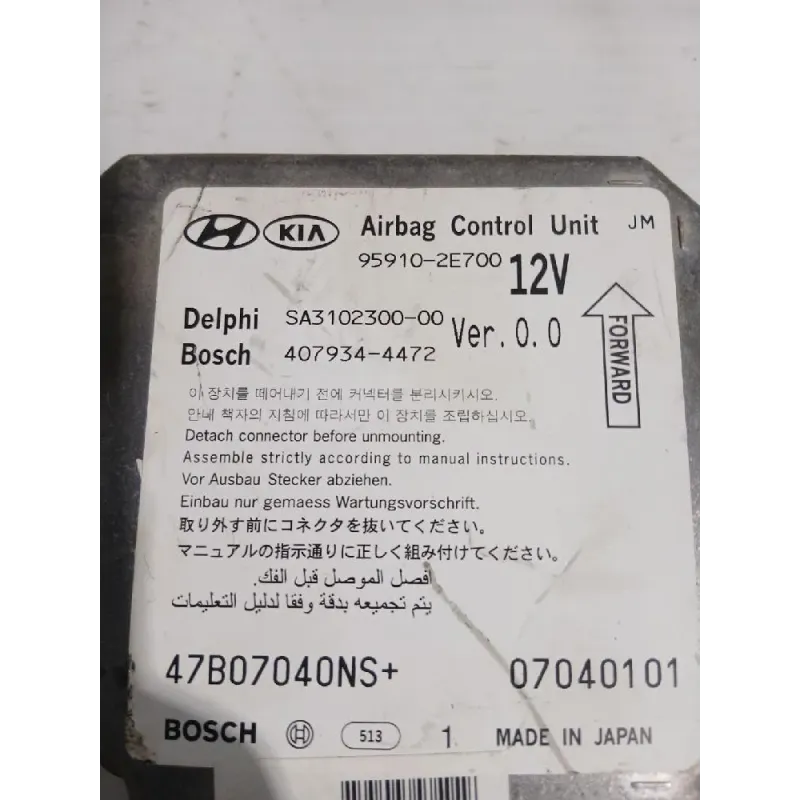 KIA Airbag Control Unit JM
95910-2E700 12V
Delphi SA3102300-00 Ver.0.0
Bosch 407934-4472
FORWARD
이 장치를 떼어내기 전에 커넥터를 분리시키시오.
안내 책자의 지침에 따라서만 이 장치를 조립하십시오.
Detach connector before unmounting.
Assemble strictly according to manual instructions.
Vor Ausbau Stecker abziehen.
Einbau nur gemaess Wartungsvorschrift.
取り外す前にコネクタを抜いてください。
マニュアルの指示通りに正しく組み付けてください。
افصل الموصل قبل الفك.
يتم تجميعه بدقة وفقا لدليل التعليمات
47B07040NS+ 07040101
BOSCH 513 1 MADE IN JAPAN